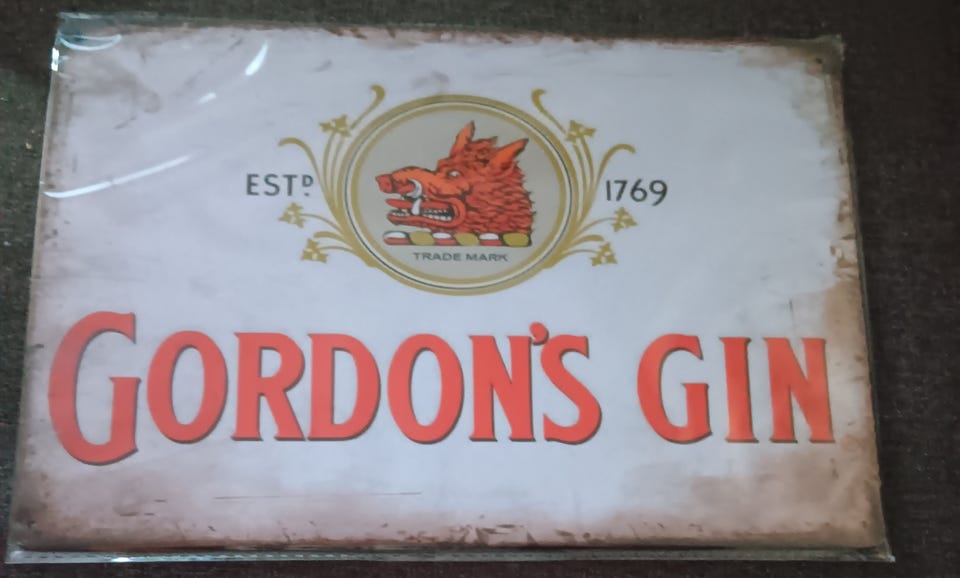 ESTD 1769
TRADE MARK
GORDON'S GIN